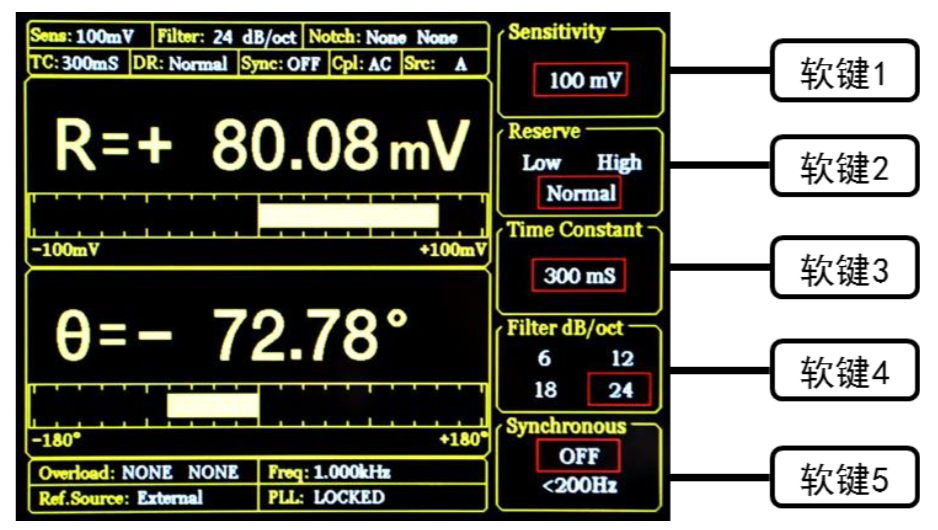 Sens: 100mV Filter: 24 dB/oct Notch: None None
TC: 300mS DR: Normal Sync: OFF Cpl: AC Src: A
R=+ 80.08 mV
-100mV +100mV
θ=- 72.78°
-180° +180°
Overload: NONE NONE Freq: 1.000kHz
Ref.Source: External PLL: LOCKED
Sensitivity
100 mV
Reserve
Low High
Normal
Time Constant
300 mS
Filter dB/oct
6 12
18 24
Synchronous
OFF
<200Hz
软键1
软键2
软键3
软键4
软键5